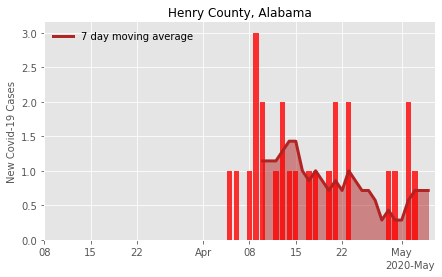 Henry County, Alabama
7 day moving average
New Covid-19 Cases
3.0
2.5
2.0
1.5
1.0
0.5
0.0
08 15 22 Apr 08 15 22 May
2020-May